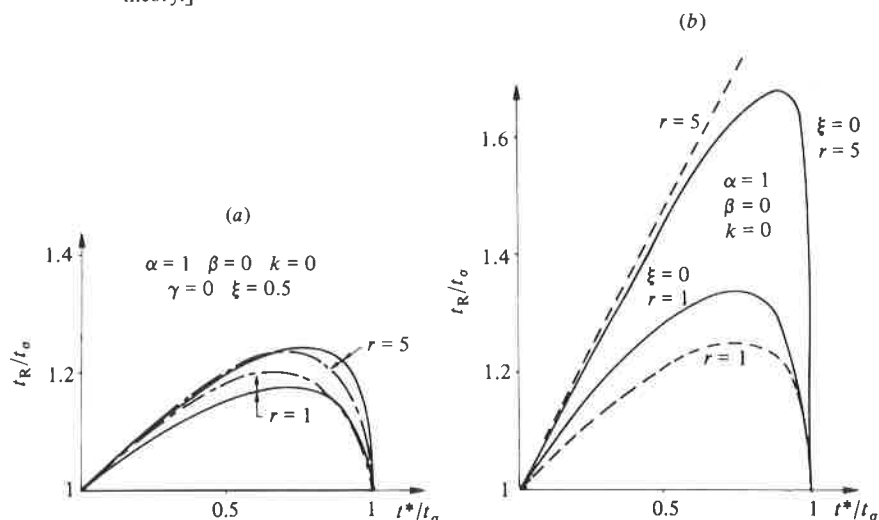 (a)
α = 1 β = 0 k = 0
γ = 0 ξ = 0.5
t_R/t_σ
1.4
1.2
1
r = 5
r = 1
0.5
1
t*/t_σ
(b)
t_R/t_σ
1.6
1.4
1.2
1
r = 5
ξ = 0
r = 5
α = 1
β = 0
k = 0
ξ = 0
r = 1
r = 1
0.5
1
t*/t_σ